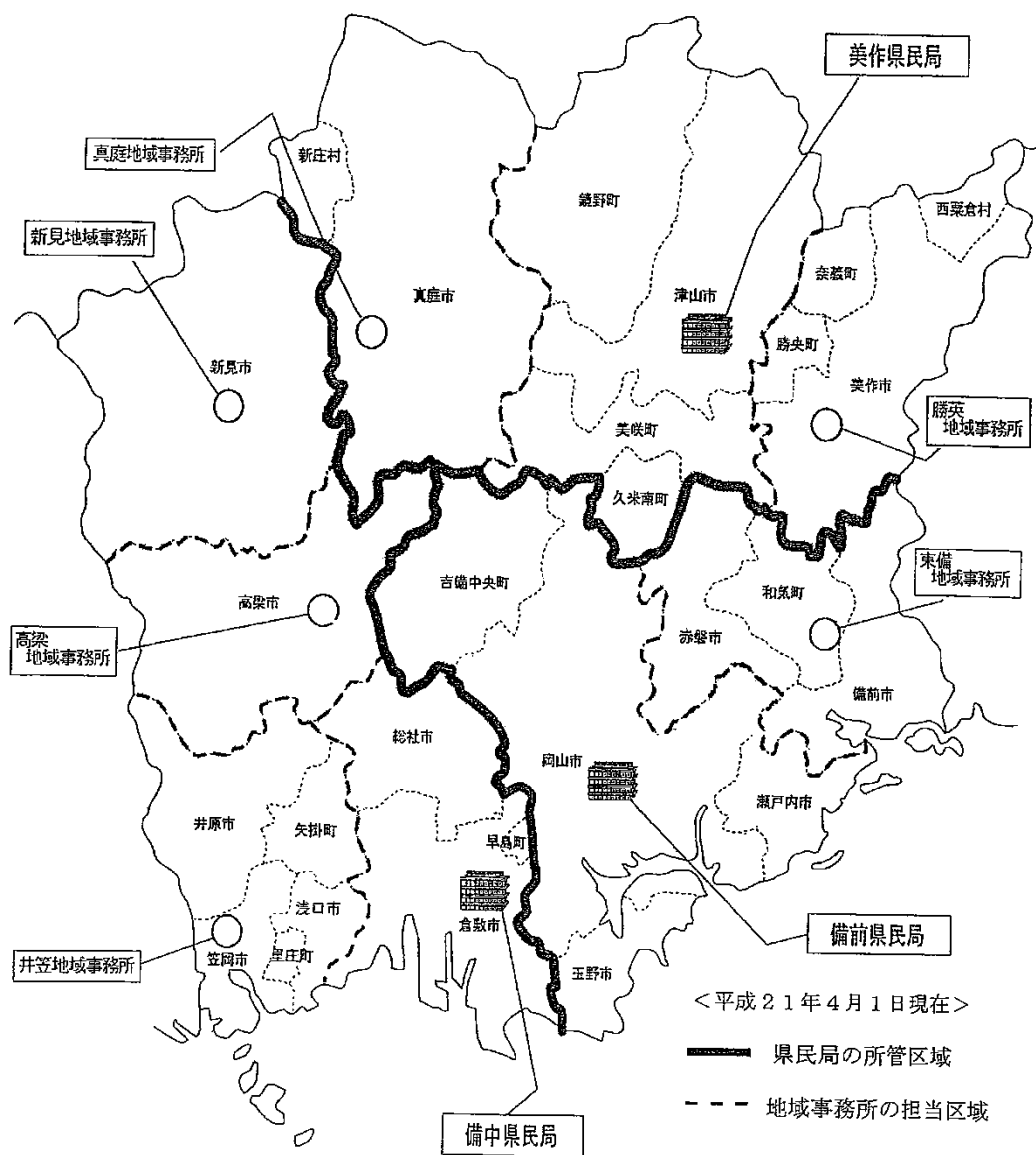 美作県民局
真庭地域事務所
新庄村
鏡野町
西粟倉村
新見地域事務所
奈義町
真庭市
津山市
勝央町
新見市
美作市
勝英
地域事務所
美咲町
久米南町
東備
地域事務所
吉備中央町
和気町
高梁市
赤磐市
高梁
地域事務所
備前市
総社市
岡山市
瀬戸内市
井原市
矢掛町
早島町
浅口市
倉敷市
備前県民局
井笠地域事務所
笠岡市
里庄町
玉野市
<平成21年4月1日現在>
県民局の所管区域
地域事務所の担当区域
備中県民局